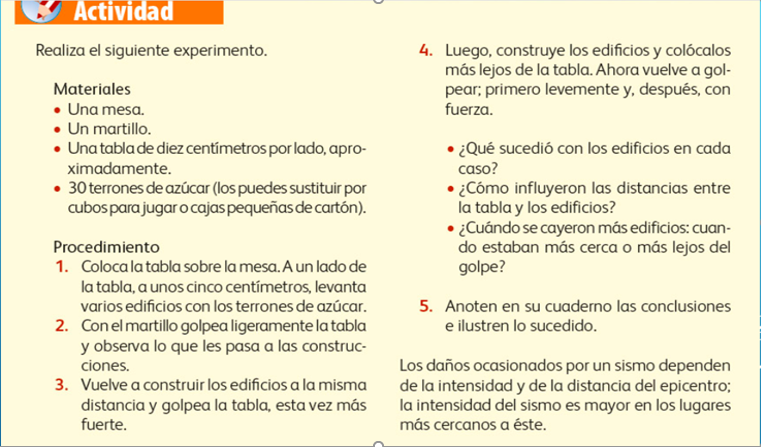 Actividad
Realiza el siguiente experimento.
Materiales
• Una mesa.
• Un martillo.
• Una tabla de diez centímetros por lado, apro-
ximadamente.
• 30 terrones de azúcar (los puedes sustituir por
cubos para jugar o cajas pequeñas de cartón).
Procedimiento
1. Coloca la tabla sobre la mesa. A un lado de
la tabla, a unos cinco centímetros, levanta
varios edificios con los terrones de azúcar.
2. Con el martillo golpea ligeramente la tabla
y observa lo que les pasa a las construc-
ciones.
3. Vuelve a construir los edificios a la misma
distancia y golpea la tabla, esta vez más
fuerte.
4. Luego, construye los edificios y colócalos
más lejos de la tabla. Ahora vuelve a gol-
pear; primero levemente y, después, con
fuerza.
• ¿Qué sucedió con los edificios en cada
caso?
• ¿Cómo influyeron las distancias entre
la tabla y los edificios?
• ¿Cuándo se cayeron más edificios: cuan-
do estaban más cerca o más lejos del
golpe?
5. Anoten en su cuaderno las conclusiones
e ilustren lo sucedido.
Los daños ocasionados por un sismo dependen
de la intensidad y de la distancia del epicentro;
la intensidad del sismo es mayor en los lugares
más cercanos a éste.